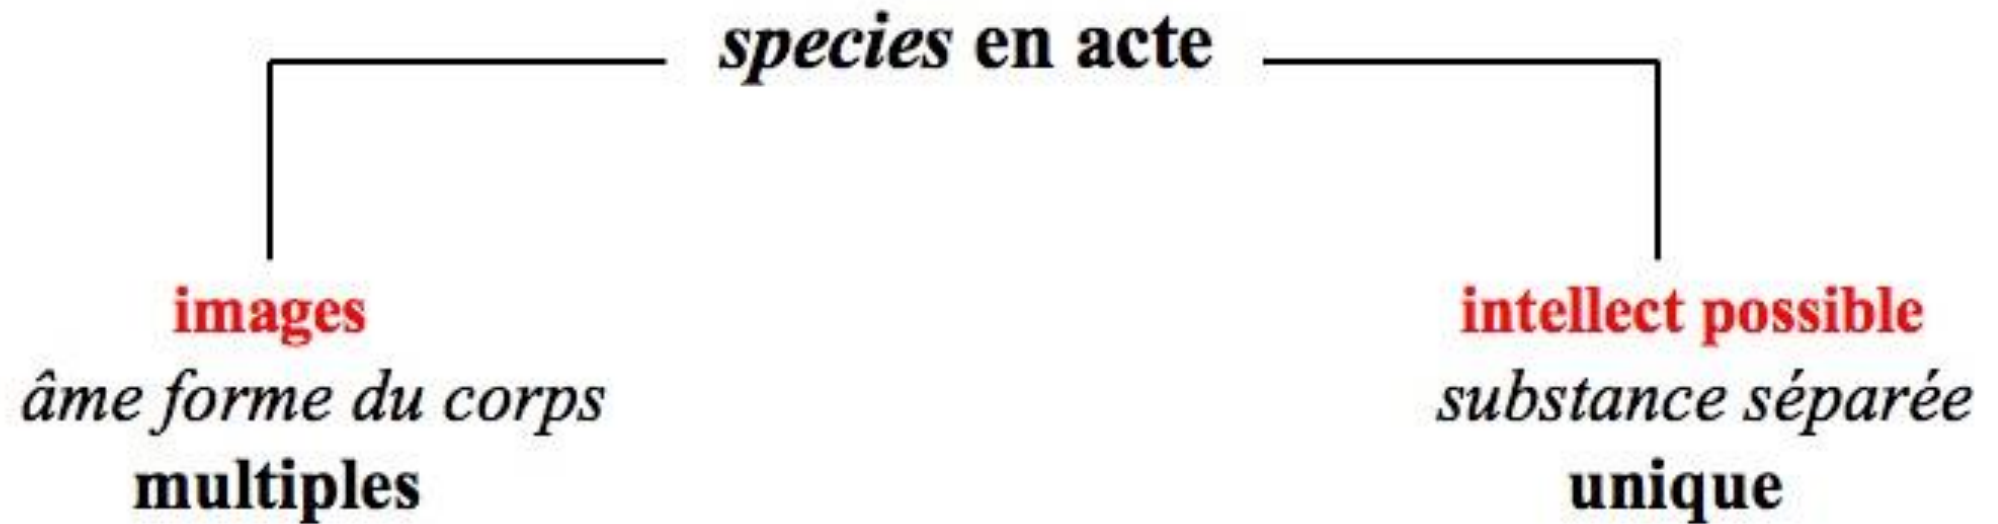 species en acte
images
âme forme du corps
multiples
intellect possible
substance séparée
unique